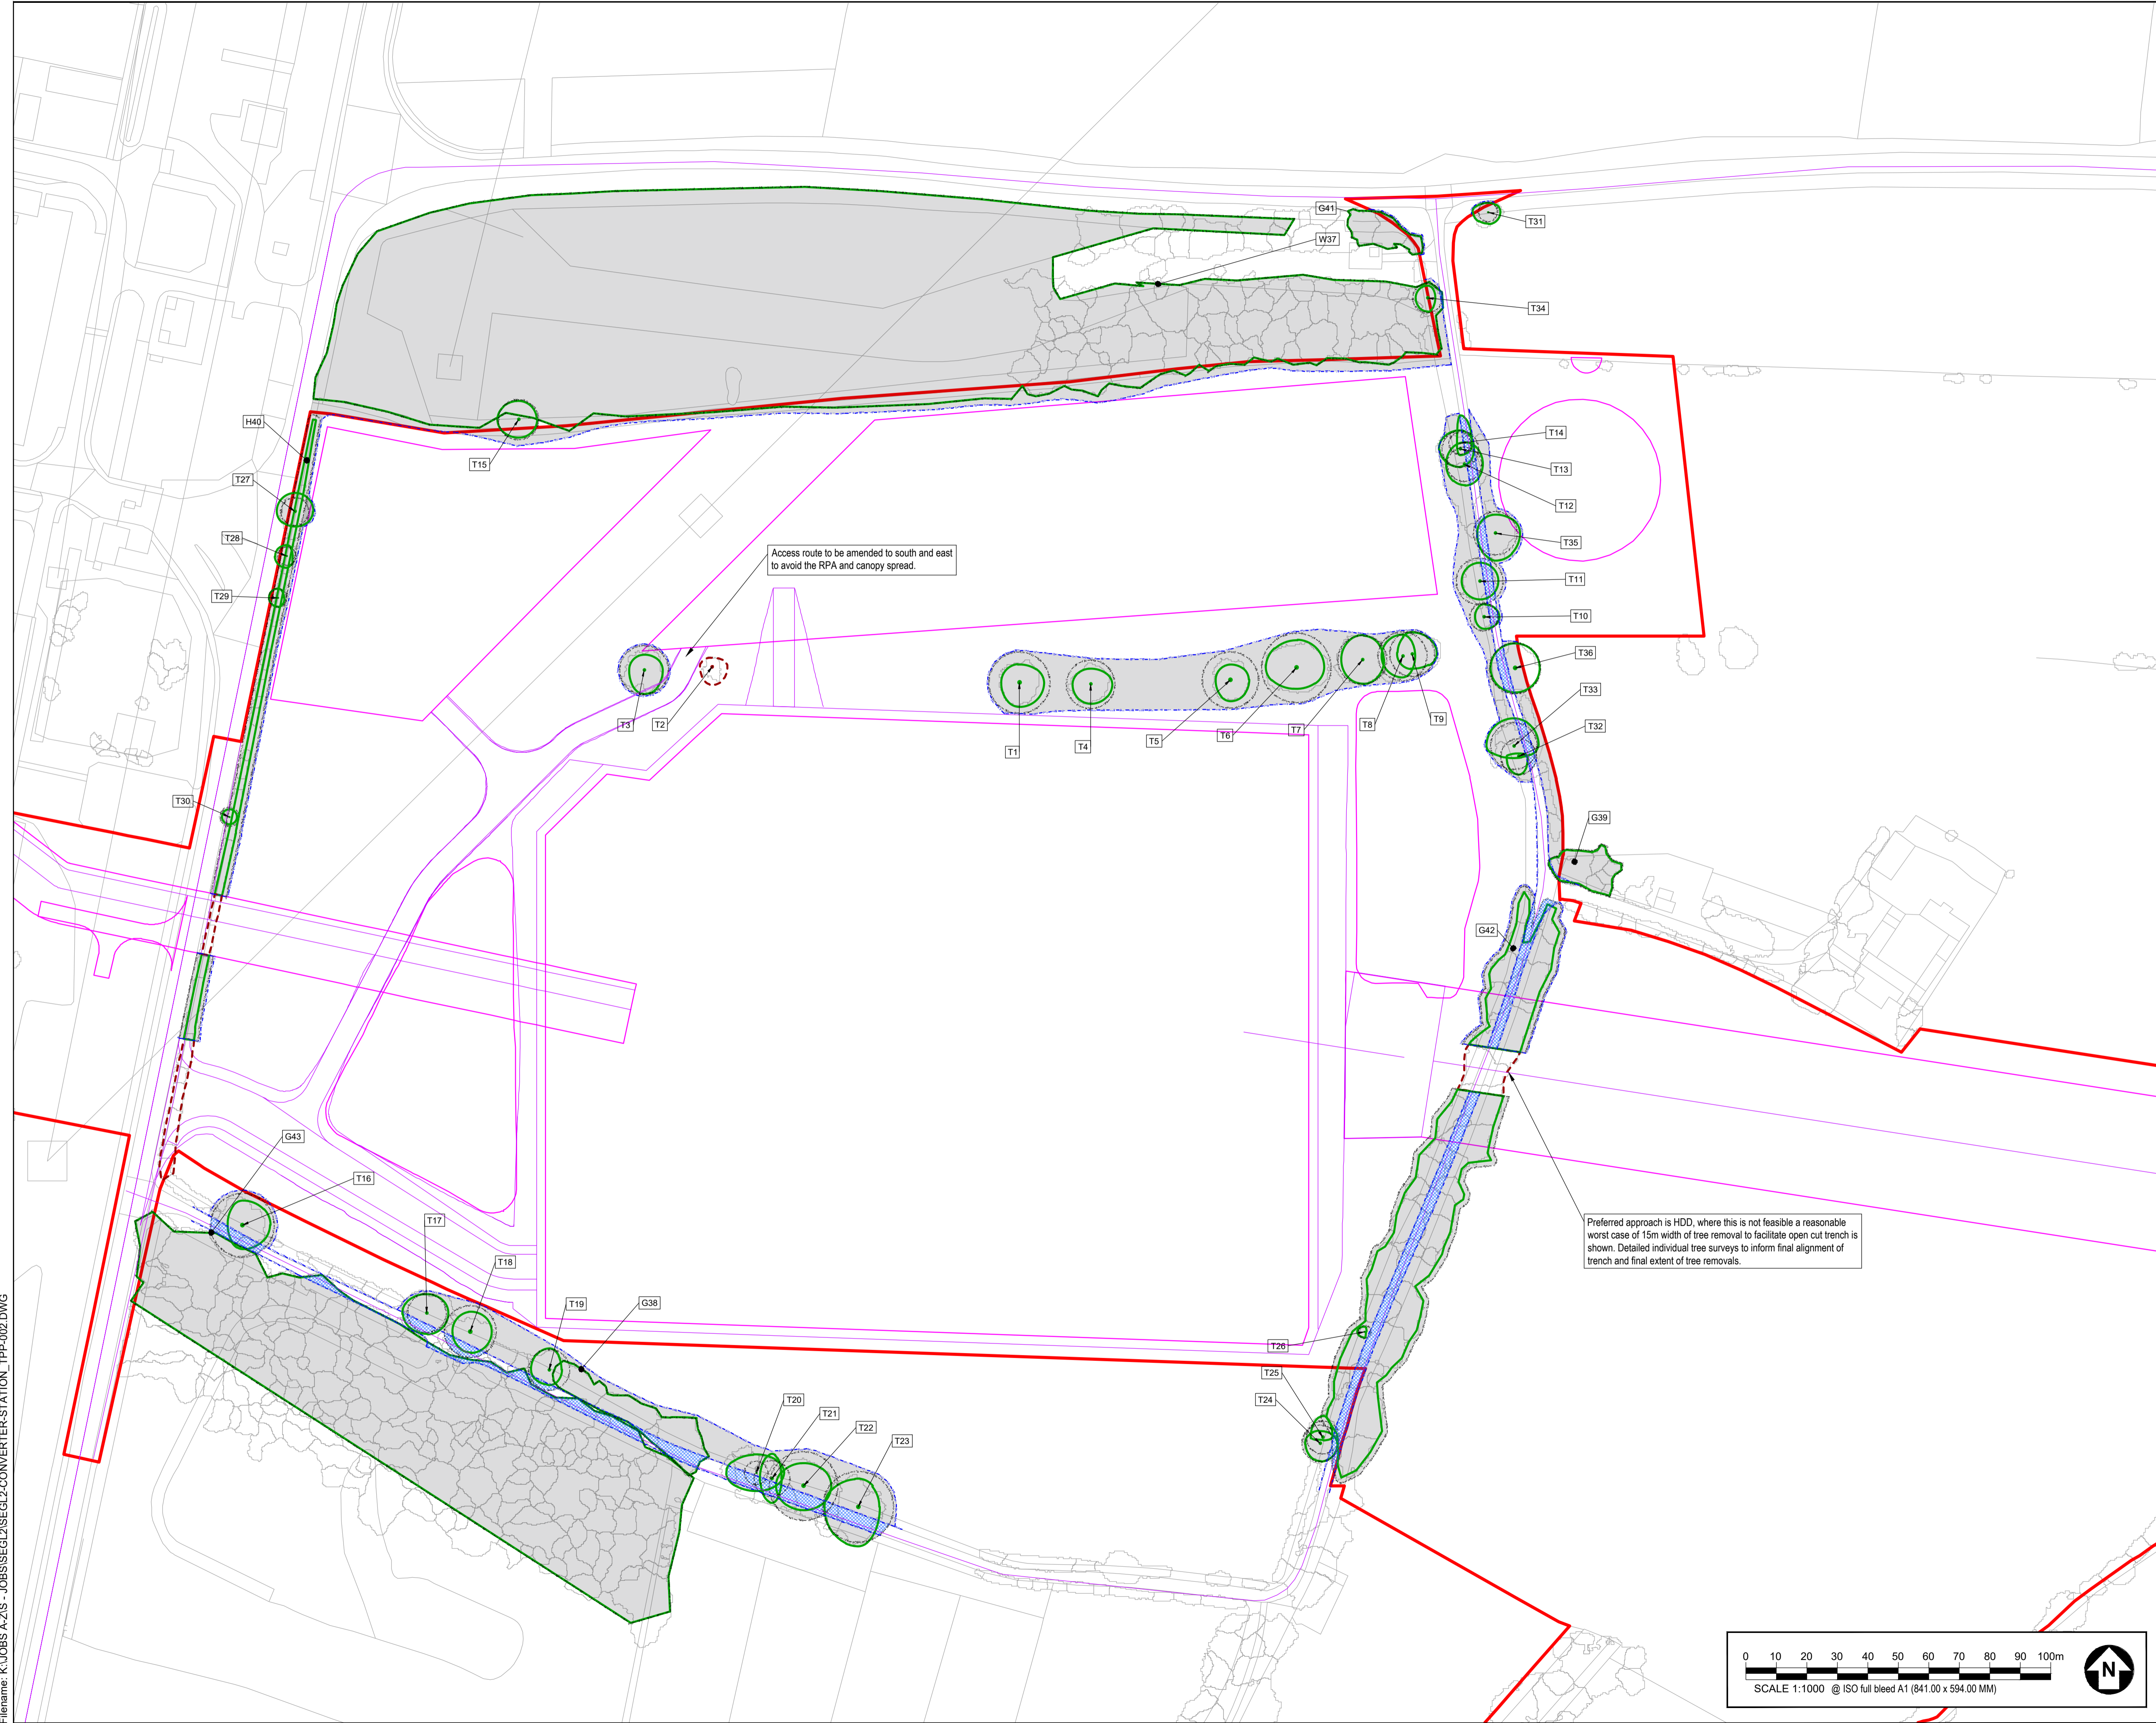 G41
T31
W37
T34
H40
T14
T15
T13
T27
T12
T28
T35
Access route to be amended to south and east
to avoid the RPA and canopy spread.
T11
T29
T10
T36
T33
T3
T2
T32
T9
T8
T7
T6
T5
T4
T1
T30
G39
G42
G43
T16
T17
Preferred approach is HDD, where this is not feasible a reasonable
worst case of 15m width of tree removal to facilitate open cut trench is
shown. Detailed individual tree surveys to inform final alignment of
trench and final extent of tree removals.
T18
T19
G38
T26
T25
T24
T20
T21
T22
T23
Filename: K:\JOBS A-Z\S - JOBS\SEGL2\SEGL2-CONVERTER-STATION_TPP-002.DWG
0 10 20 30 40 50 60 70 80 90 100m
N
SCALE 1:1000 @ ISO full bleed A1 (841.00 x 594.00 MM)